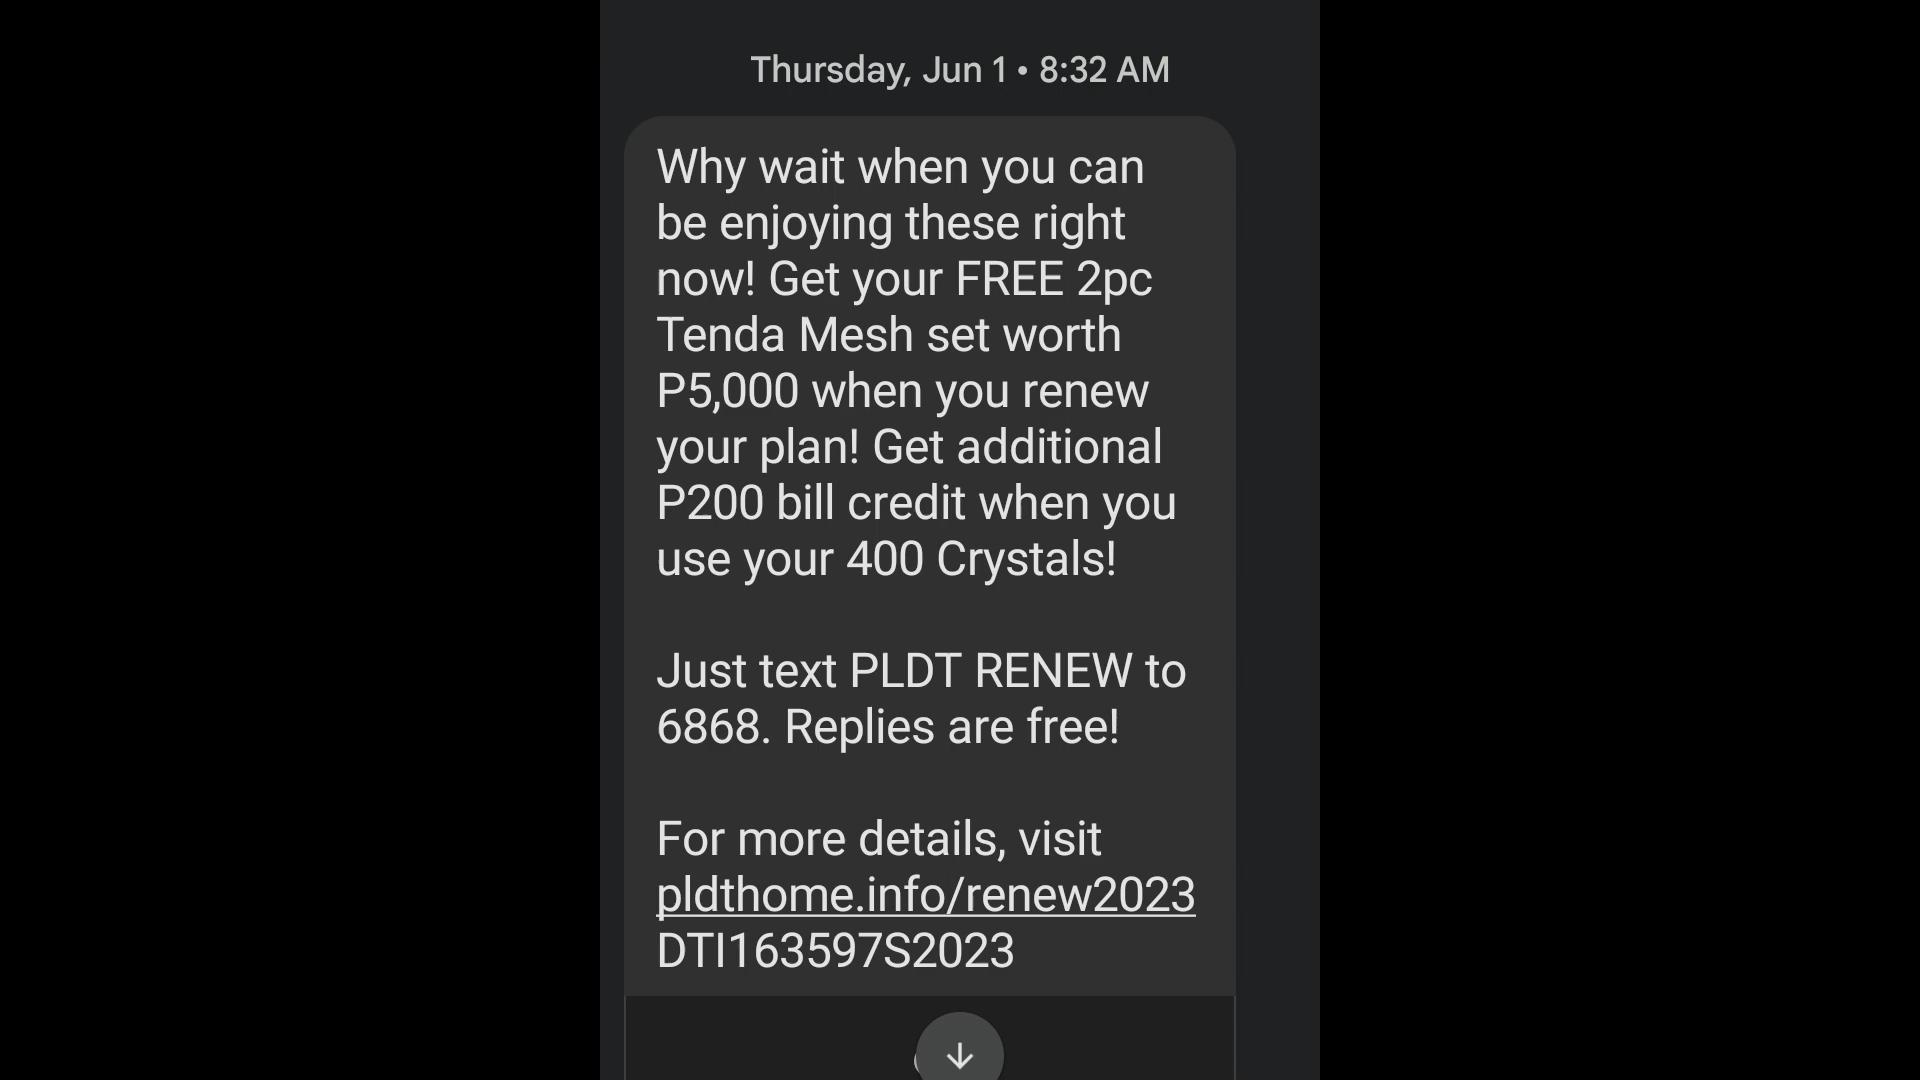 Thursday, Jun 1 • 8:32 AM
Why wait when you can
be enjoying these right
now! Get your FREE 2pc
Tenda Mesh set worth
P5,000 when you renew
your plan! Get additional
P200 bill credit when you
use your 400 Crystals!
Just text PLDT RENEW to
6868. Replies are free!
For more details, visit
pldthome.info/renew2023
DTI163597S2023